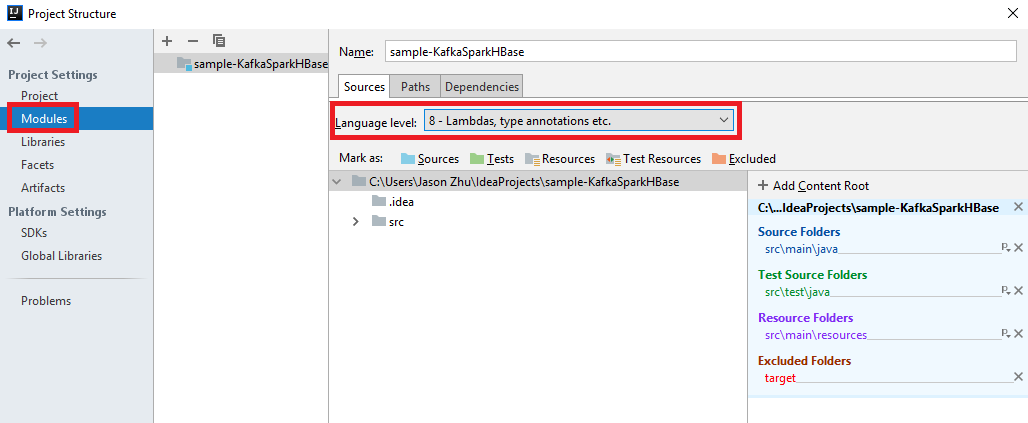 Project Structure
Project Settings
Project
Modules
Libraries
Facets
Artifacts
Platform Settings
SDKs
Global Libraries
Problems
sample-KafkaSparkHBase
Name: sample-KafkaSparkHBase
Sources Paths Dependencies
Language level: 8 - Lambdas, type annotations etc.
Mark as: Sources Tests Resources Test Resources Excluded
C:\Users\Jason Zhu\IdeaProjects\sample-KafkaSparkHBase
.idea
src
+ Add Content Root
C:\...IdeaProjects\sample-KafkaSparkHBase
Source Folders
src\main\java
Test Source Folders
src\test\java
Resource Folders
src\main\resources
Excluded Folders
target